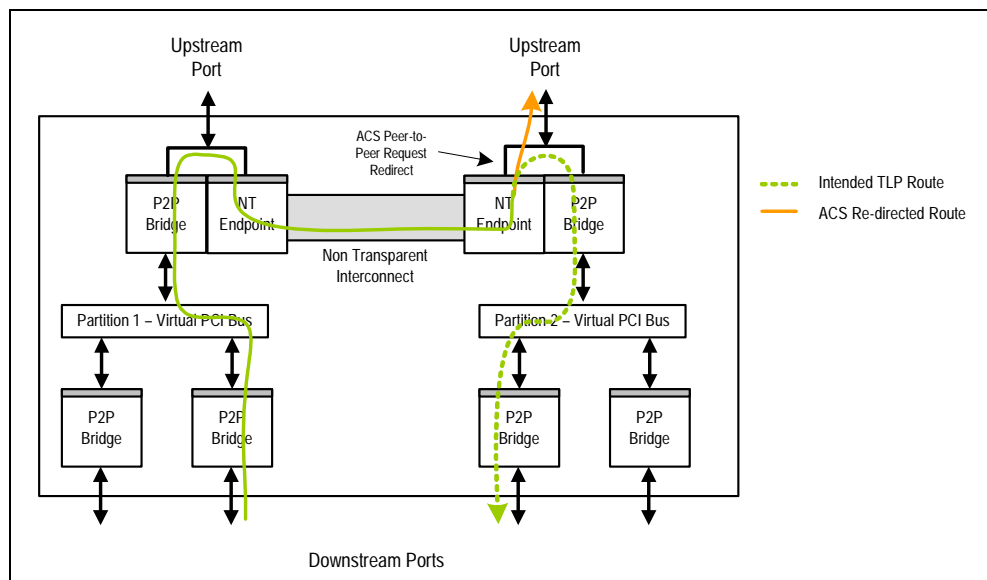 Upstream
Port
Upstream
Port
ACS Peer-to-
Peer Request
Redirect
P2P
Bridge
NT
Endpoint
NT
Endpoint
P2P
Bridge
Intended TLP Route
ACS Re-directed Route
Non Transparent
Interconnect
Partition 1 – Virtual PCI Bus
Partition 2 – Virtual PCI Bus
P2P
Bridge
P2P
Bridge
P2P
Bridge
P2P
Bridge
Downstream Ports